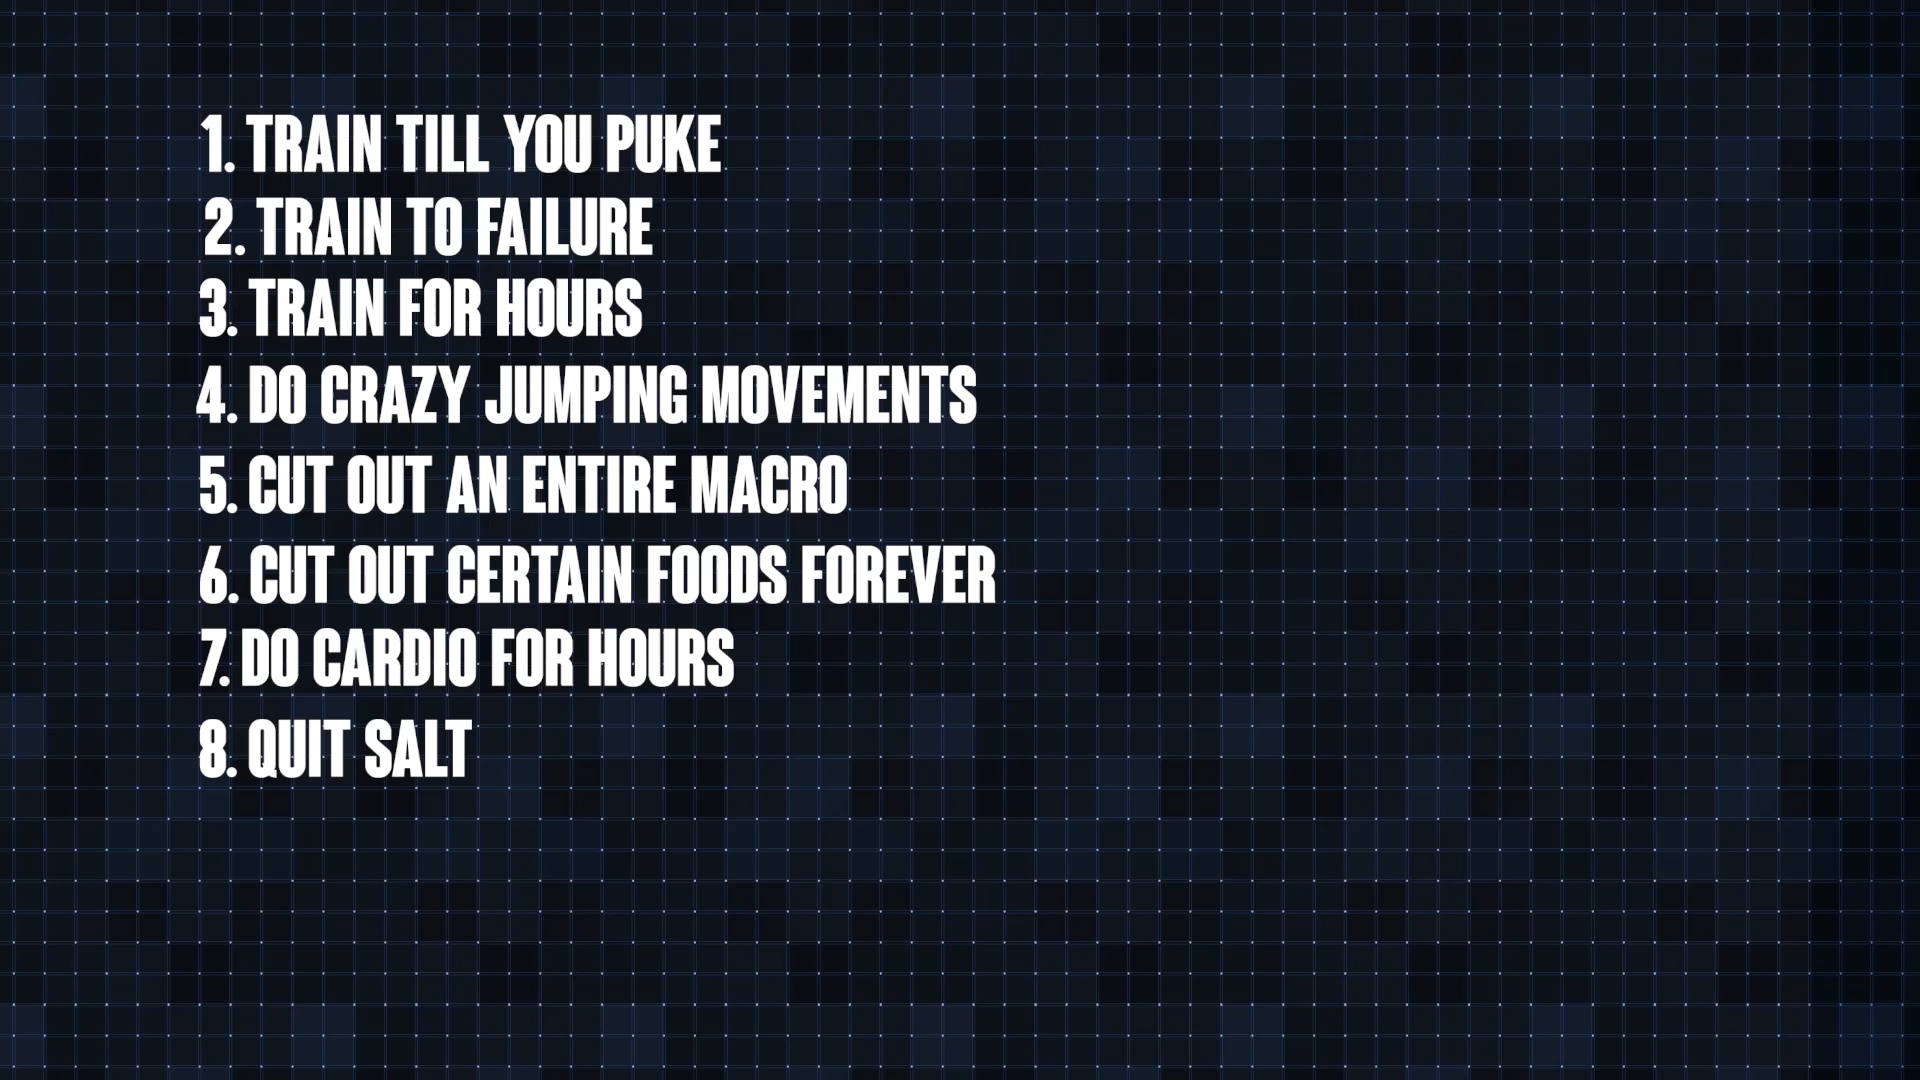 1. TRAIN TILL YOU PUKE
2. TRAIN TO FAILURE
3. TRAIN FOR HOURS
4. DO CRAZY JUMPING MOVEMENTS
5. CUT OUT AN ENTIRE MACRO
6. CUT OUT CERTAIN FOODS FOREVER
7. DO CARDIO FOR HOURS
8. QUIT SALT